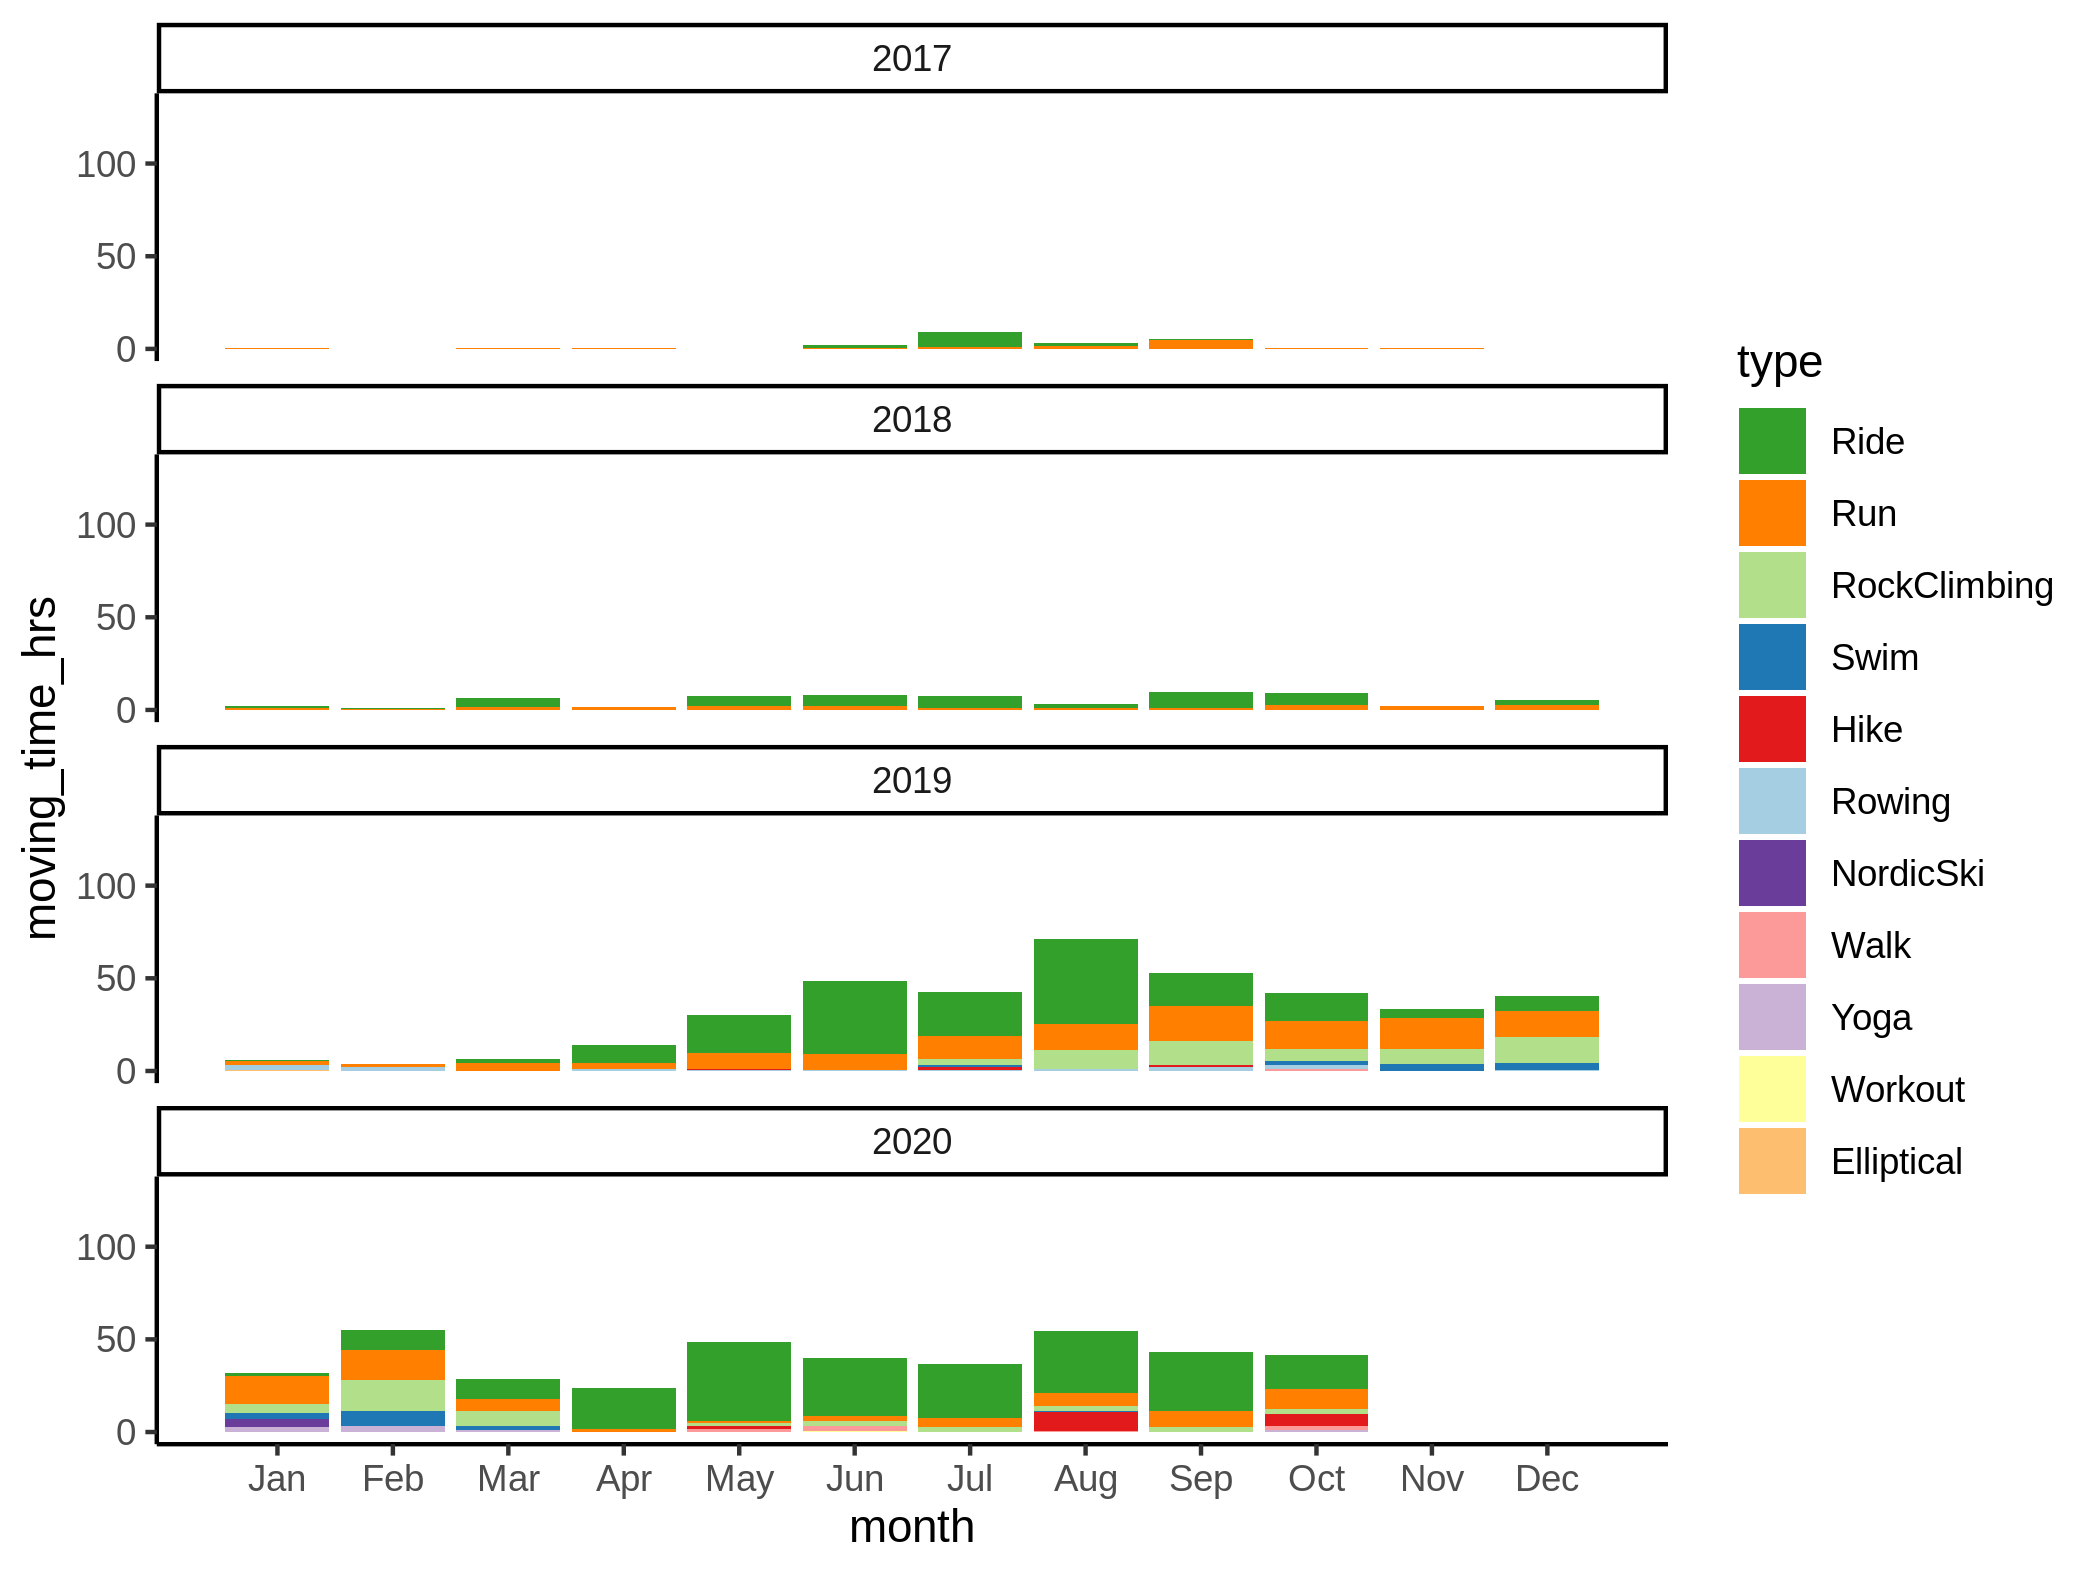 2017
100
50
0
2018
100
50
0
2019
100
50
0
2020
100
50
0
Jan Feb Mar Apr May Jun Jul Aug Sep Oct Nov Dec
month
moving_time_hrs
type
Ride
Run
RockClimbing
Swim
Hike
Rowing
NordicSki
Walk
Yoga
Workout
Elliptical